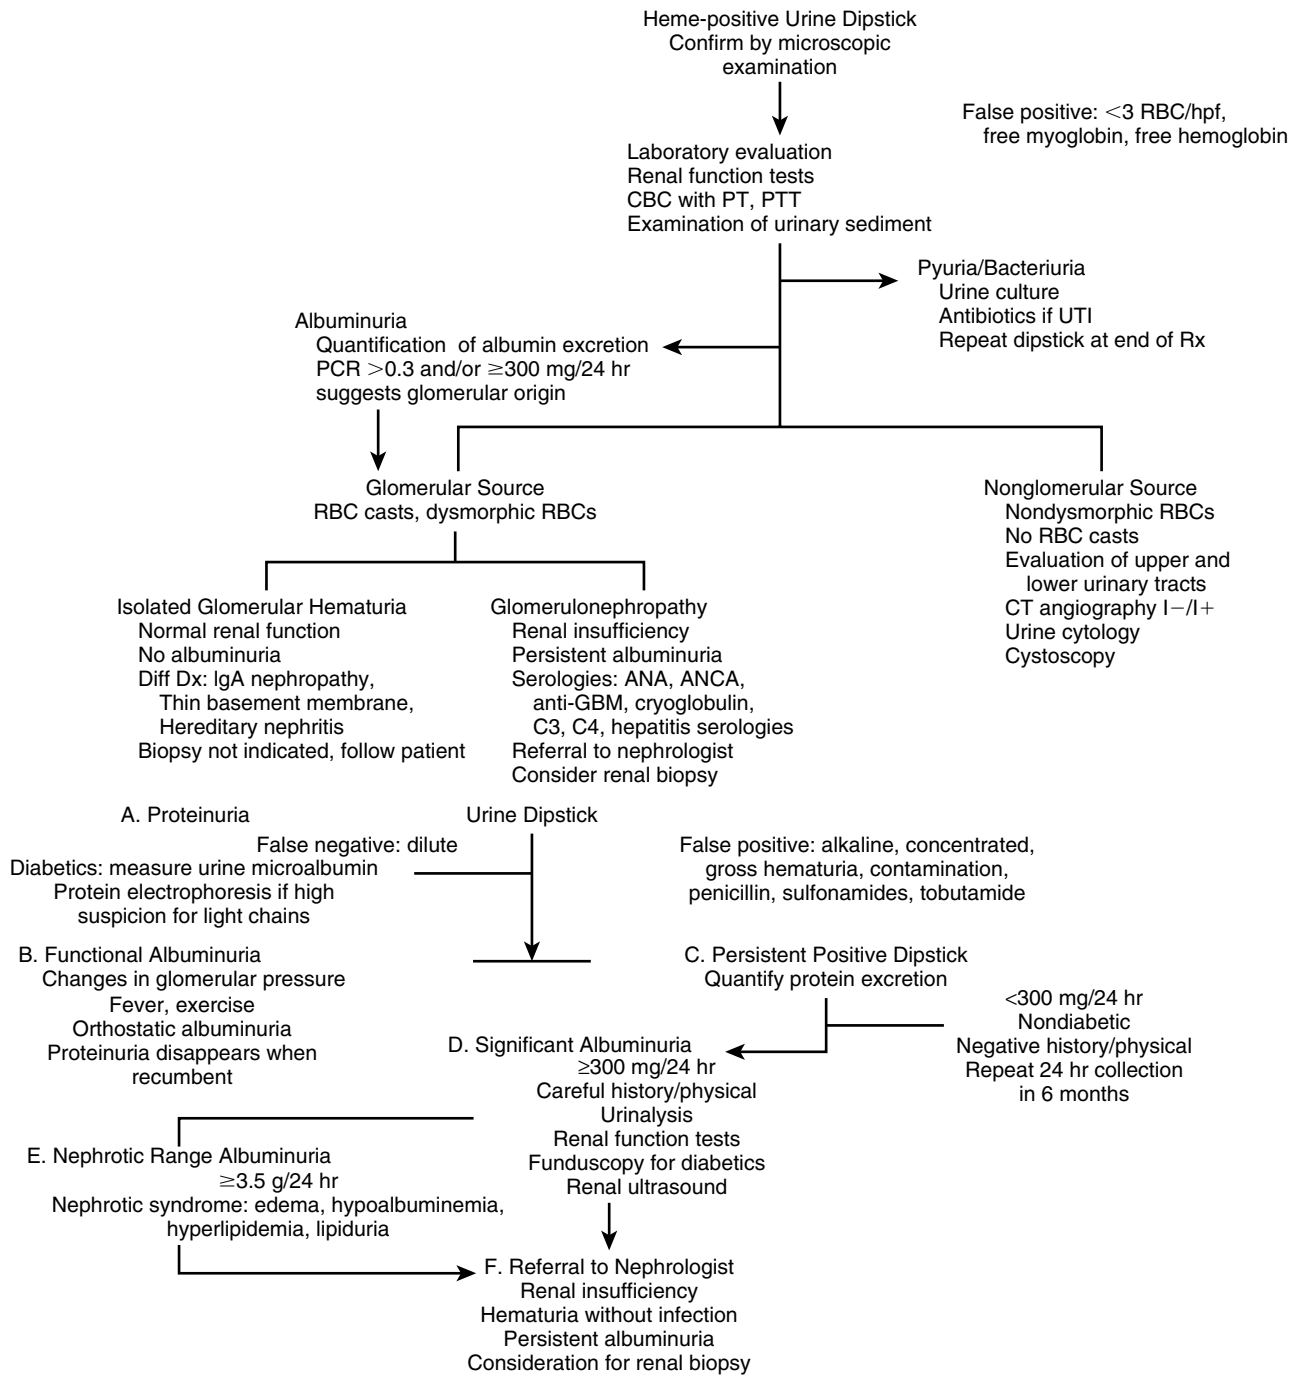 Heme-positive Urine Dipstick
Confirm by microscopic
examination
False positive: <3 RBC/hpf,
free myoglobin, free hemoglobin
Laboratory evaluation
Renal function tests
CBC with PT, PTT
Examination of urinary sediment
Pyuria/Bacteriuria
Urine culture
Antibiotics if UTI
Repeat dipstick at end of Rx
Albuminuria
Quantification of albumin excretion
PCR >0.3 and/or ≥300 mg/24 hr
suggests glomerular origin
Glomerular Source
RBC casts, dysmorphic RBCs
Nonglomerular Source
Nondysmorphic RBCs
No RBC casts
Evaluation of upper and
lower urinary tracts
CT angiography I−/I+
Urine cytology
Cystoscopy
Isolated Glomerular Hematuria
Normal renal function
No albuminuria
Diff Dx: IgA nephropathy,
Thin basement membrane,
Hereditary nephritis
Biopsy not indicated, follow patient
Glomerulonephropathy
Renal insufficiency
Persistent albuminuria
Serologies: ANA, ANCA,
anti-GBM, cryoglobulin,
C3, C4, hepatitis serologies
Referral to nephrologist
Consider renal biopsy
A. Proteinuria
Urine Dipstick
False negative: dilute
Diabetics: measure urine microalbumin
Protein electrophoresis if high
suspicion for light chains
False positive: alkaline, concentrated,
gross hematuria, contamination,
penicillin, sulfonamides, tobutamide
B. Functional Albuminuria
Changes in glomerular pressure
Fever, exercise
Orthostatic albuminuria
Proteinuria disappears when
recumbent
C. Persistent Positive Dipstick
Quantify protein excretion
<300 mg/24 hr
Nondiabetic
Negative history/physical
Repeat 24 hr collection
in 6 months
D. Significant Albuminuria
≥300 mg/24 hr
Careful history/physical
Urinalysis
Renal function tests
Funduscopy for diabetics
Renal ultrasound
E. Nephrotic Range Albuminuria
≥3.5 g/24 hr
Nephrotic syndrome: edema, hypoalbuminemia,
hyperlipidemia, lipiduria
F. Referral to Nephrologist
Renal insufficiency
Hematuria without infection
Persistent albuminuria
Consideration for renal biopsy